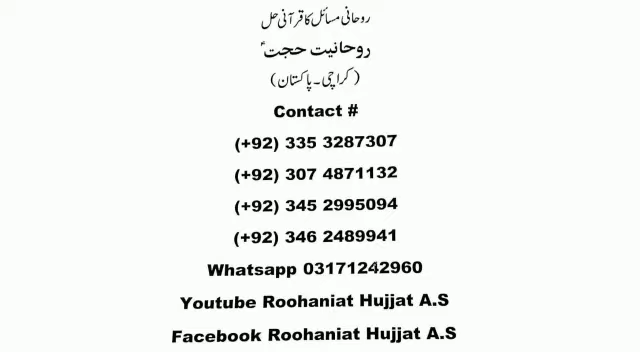 روحانی مسائل کا قرآنی حل
روحانیت حجت ؑ
(کراچی۔پاکستان)
Contact #
(+92) 335 3287307
(+92) 307 4871132
(+92) 345 2995094
(+92) 346 2489941
Whatsapp 03171242960
Youtube Roohaniat Hujjat A.S
Facebook Roohaniat Hujjat A.S